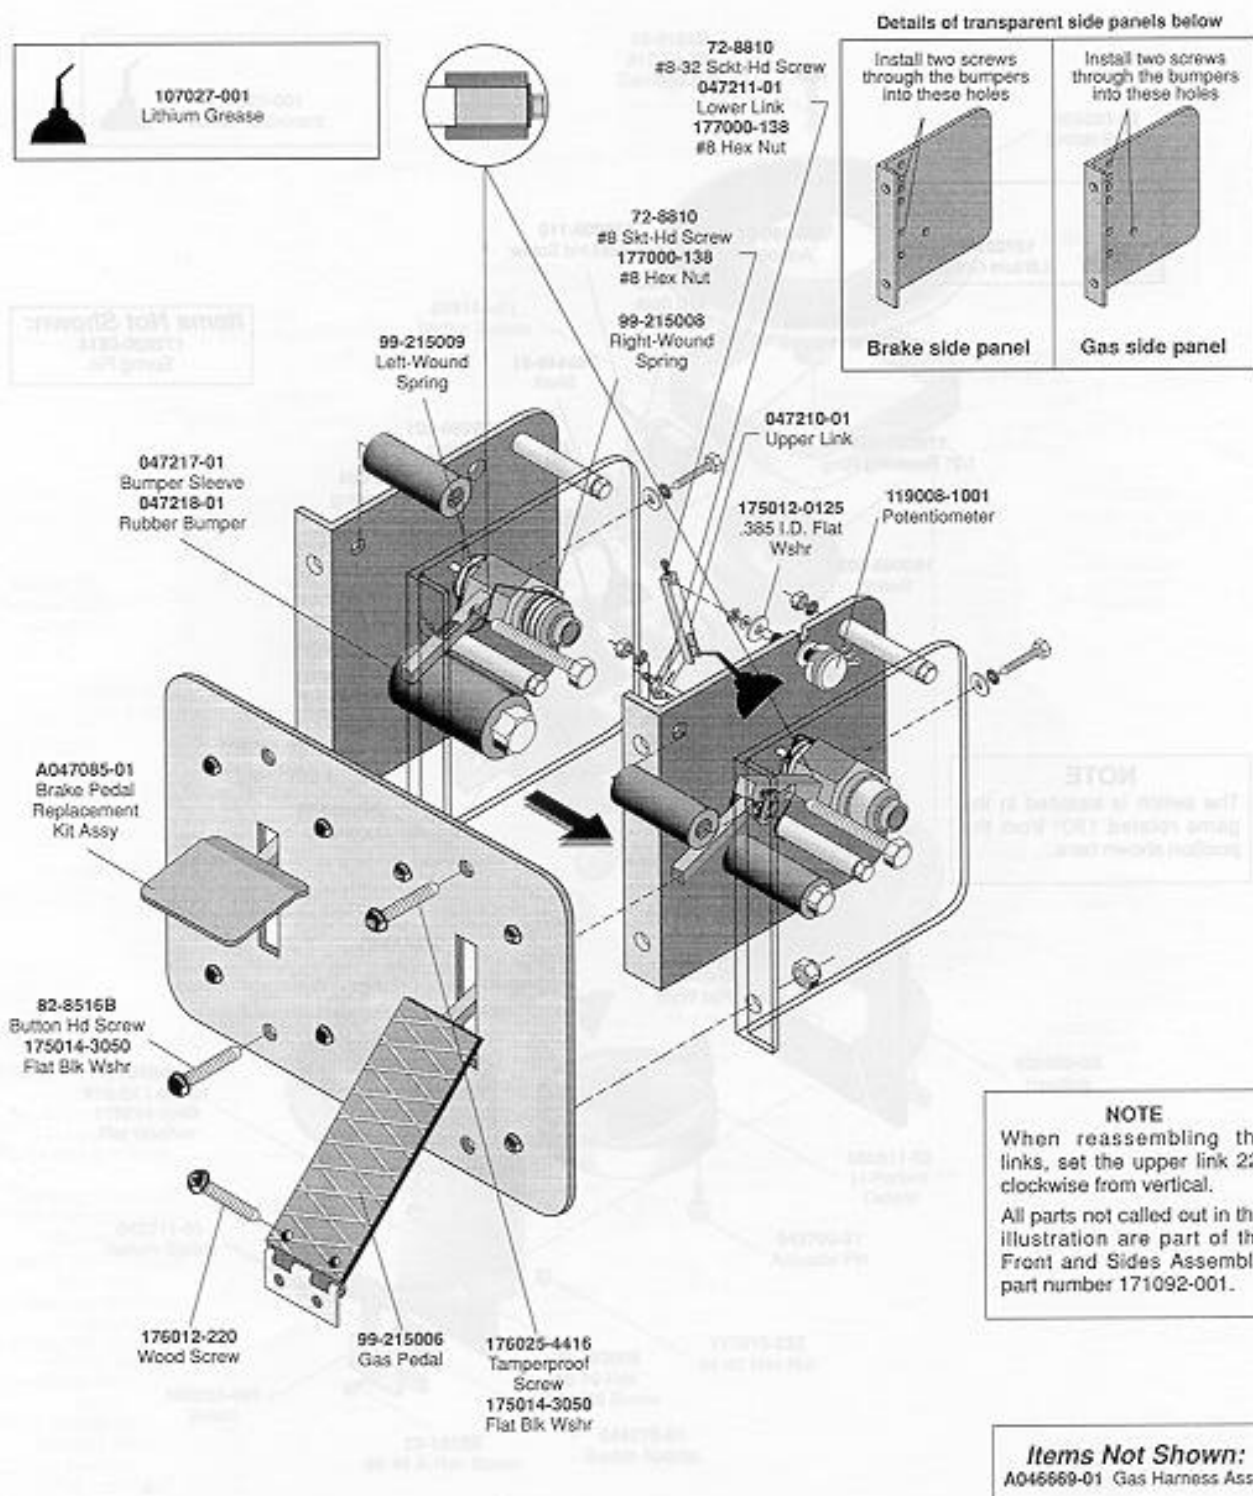 Details of transparent side panels below
107027-001
Lithium Grease
72-8810
#8-32 Sckt-Hd Screw
047211-01
Lower Link
177000-138
#8 Hex Nut
Install two screws
through the bumpers
into these holes
Brake side panel
Install two screws
through the bumpers
into these holes
Gas side panel
72-8810
#8 Skt-Hd Screw
177000-138
#8 Hex Nut
99-215009
Left-Wound
Spring
99-215008
Right-Wound
Spring
047210-01
Upper Link
047217-01
Bumper Sleeve
047218-01
Rubber Bumper
175012-0125
.385 I.D. Flat
Wshr
119008-1001
Potentiometer
A047085-01
Brake Pedal
Replacement
Kit Assy
82-8516B
Button Hd Screw
175014-3050
Flat Blk Wshr
176012-220
Wood Screw
99-215006
Gas Pedal
176025-4416
Tamperproof
Screw
175014-3050
Flat Blk Wshr
NOTE
When reassembling th
links, set the upper link 22
clockwise from vertical.
All parts not called out in th
illustration are part of th
Front and Sides Assembl
part number 171092-001.
Items Not Shown:
A046669-01 Gas Harness Ass